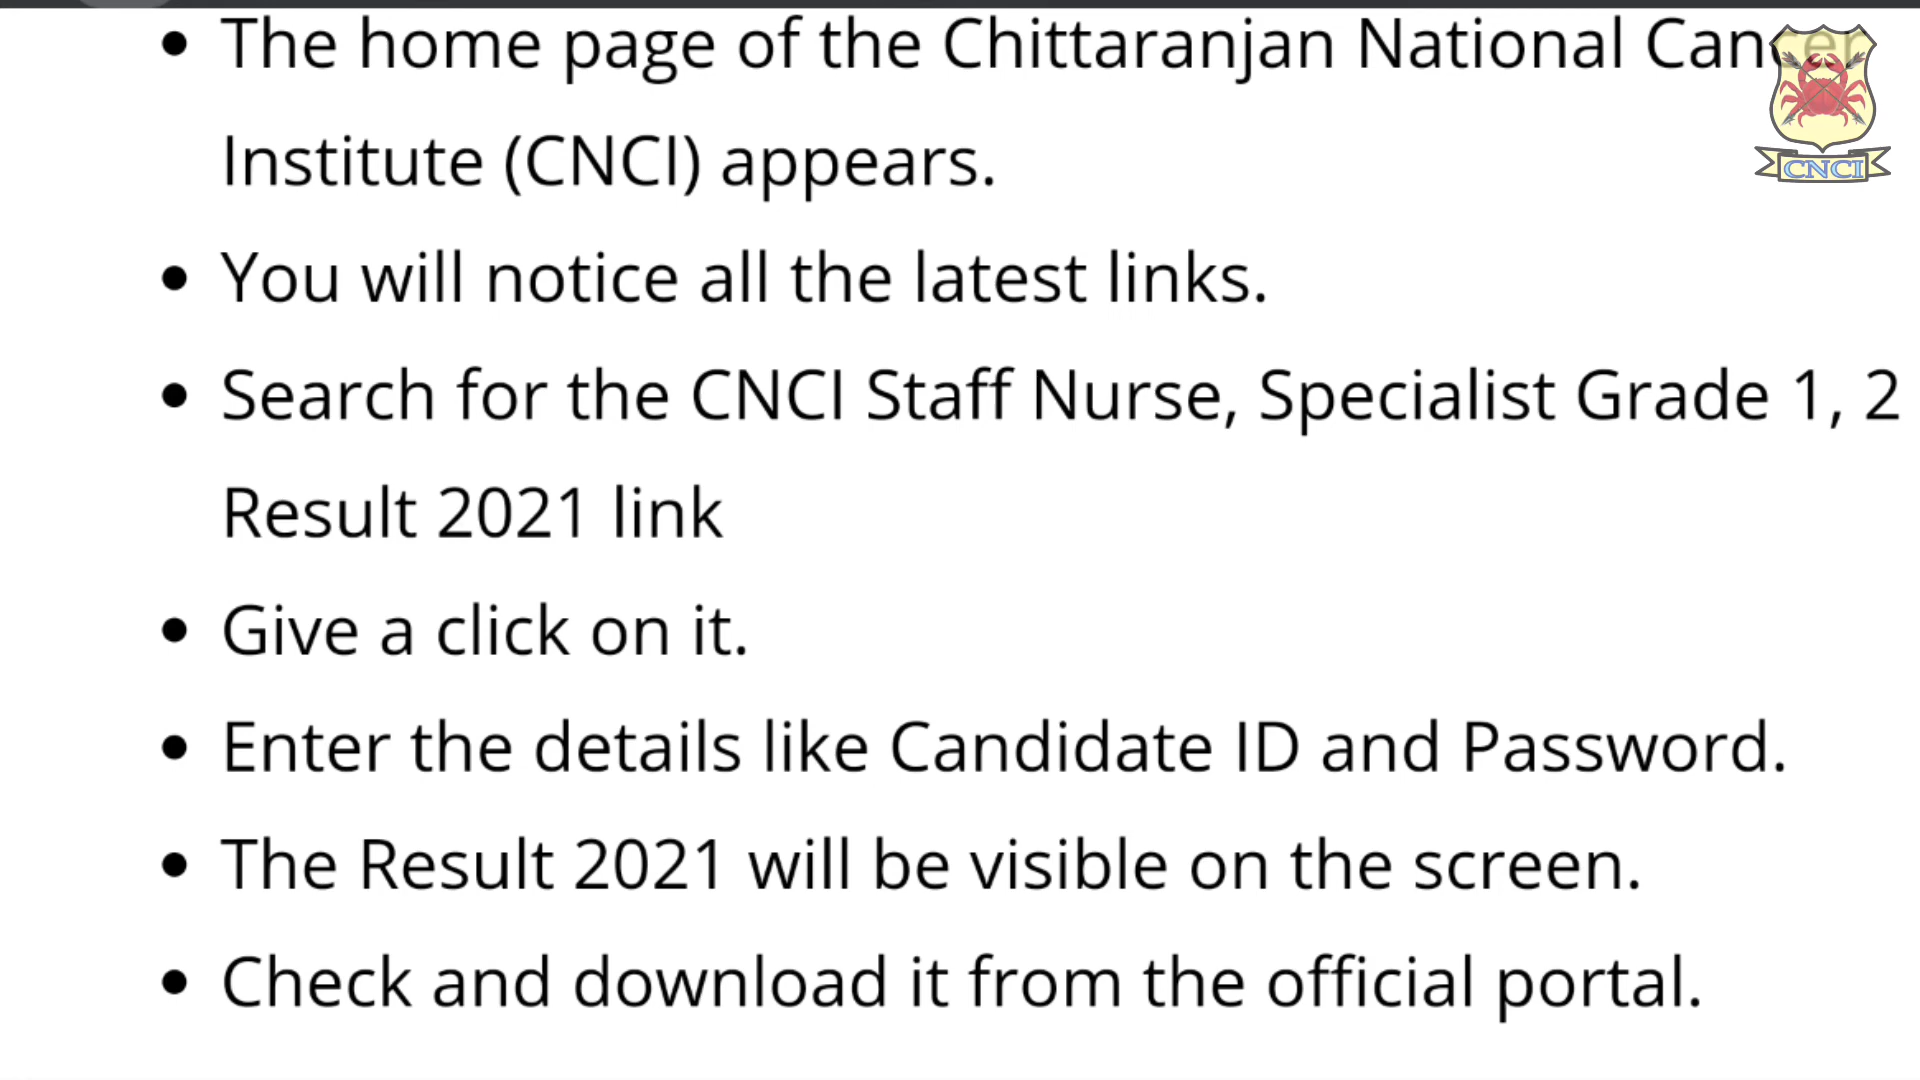 The home page of the Chittaranjan National Cancer
Institute (CNCI) appears.
You will notice all the latest links.
Search for the CNCI Staff Nurse, Specialist Grade 1, 2
Result 2021 link
Give a click on it.
Enter the details like Candidate ID and Password.
The Result 2021 will be visible on the screen.
Check and download it from the official portal.
CNCI